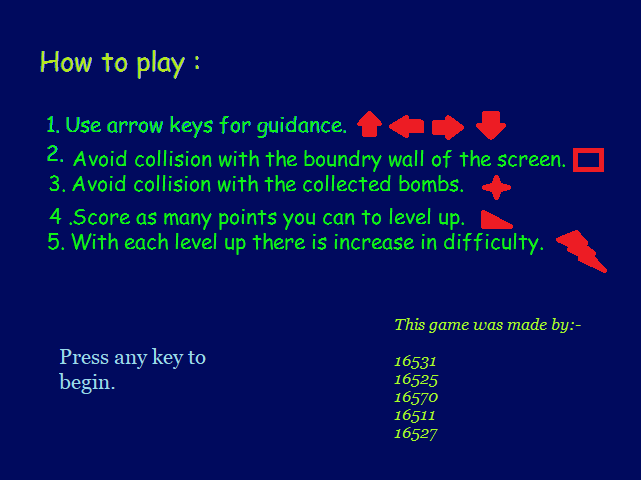 How to play :
1. Use arrow keys for guidance.
2. Avoid collision with the boundry wall of the screen.
3. Avoid collision with the collected bombs.
4 .Score as many points you can to level up.
5. With each level up there is increase in difficulty.
This game was made by:-
Press any key to
begin.
16531
16525
16570
16511
16527